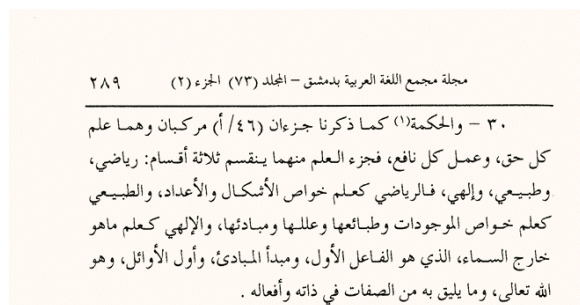 مجلة مجمع اللغة العربية بدمشق – المجلد (٧٣) الجزء (٢) ٢٨٩
٣٠ – والحكمة(١) كما ذكرنا جزءان (٤٦/ أ) مركبان وهما علم
كل حق، وعمل كل نافع، فجزء العلم منهما ينقسم ثلاثة أقسام: رياضي،
وطبيعي، وإلهي، فالرياضي كعلم خواص الأشكال والأعداد، والطبيعي
كعلم خواص الموجودات وطبائعها وعللها ومبادئها، والإلهي كعلم ماهو
خارج السماء، الذي هو الفاعل الأول، ومبدأ المبادئ، وأول الأوائل، وهو
الله تعالى، وما يليق به من الصفات في ذاته وأفعاله .